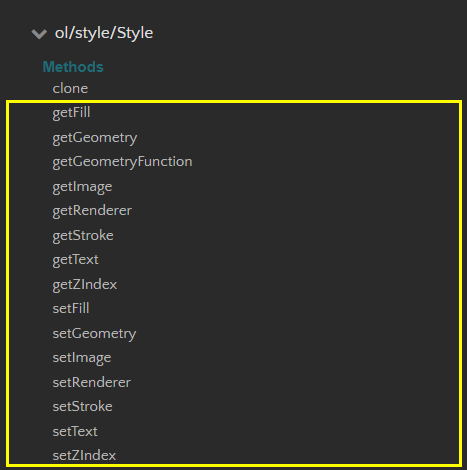 ol/style/Style
Methods
clone
getFill
getGeometry
getGeometryFunction
getImage
getRenderer
getStroke
getText
getZIndex
setFill
setGeometry
setImage
setRenderer
setStroke
setText
setZIndex